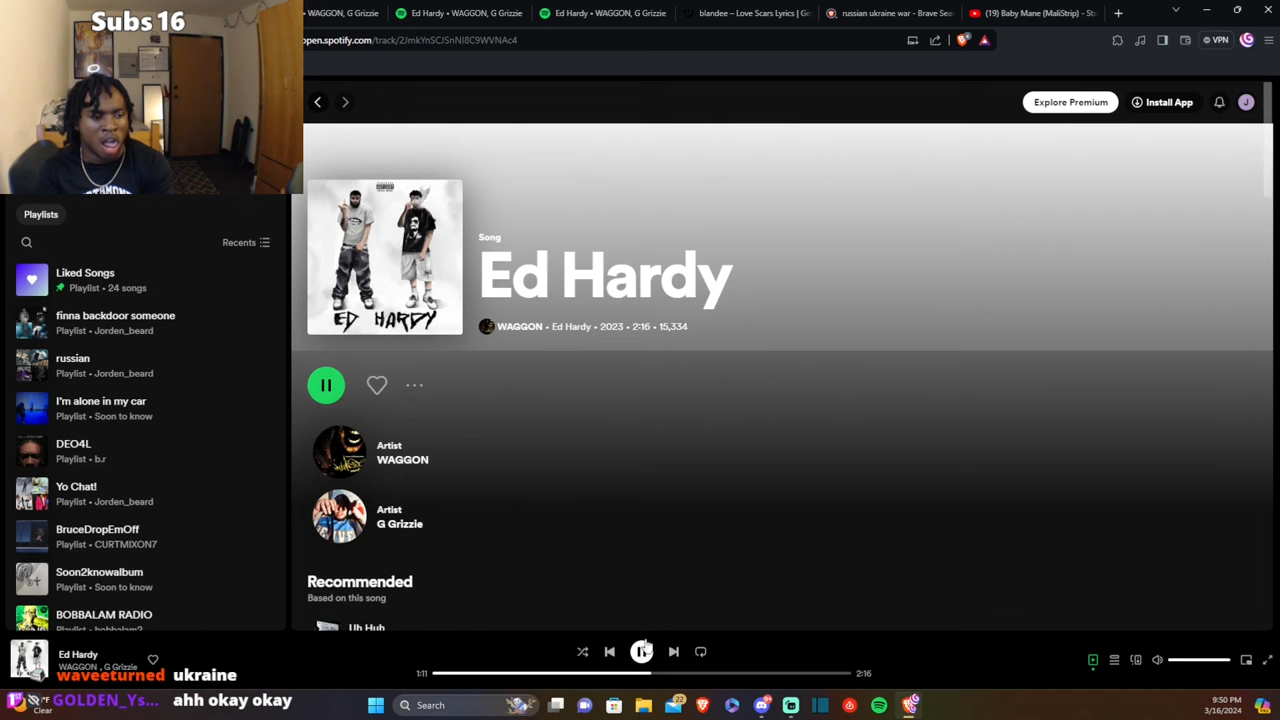 Subs 16
WAGGON, G Grizzie
Ed Hardy • WAGGON, G Grizzie
Ed Hardy • WAGGON, G Grizzie
blandee – Love Scars Lyrics (D
russian ukraine war - Brave Sea
(19) Baby Mane (MaliStrip) - St
open.spotify.com/track/2JmkYnSCJSnNI8C9WVNAc4
VPN
Explore Premium
Install App
J
Playlists
Recents
Liked Songs
Playlist • 24 songs
finna backdoor someone
Playlist • Jorden_beard
russian
Playlist • Jorden_beard
I'm alone in my car
Playlist • Soon to know
DEO4L
Playlist • b.r
Yo Chat!
Playlist • Jorden_beard
BruceDropEmOff
Playlist • CURTMIXON7
Soon2knowalbum
Playlist • Soon to know
BOBBALAM RADIO
Playlist • bobbalam2
ED HARDY
Song
Ed Hardy
WAGGON • Ed Hardy • 2023 • 2:16 • 15,334
Artist
WAGGON
Artist
G Grizzie
Recommended
Based on this song
Uh Huh
Ed Hardy
WAGGON, G Grizzie
1:11
2:16
waveeturned ukraine
1ST GOLDEN_Ys... ahh okay okay
Clear
Search
22
9:50 PM
3/16/2024